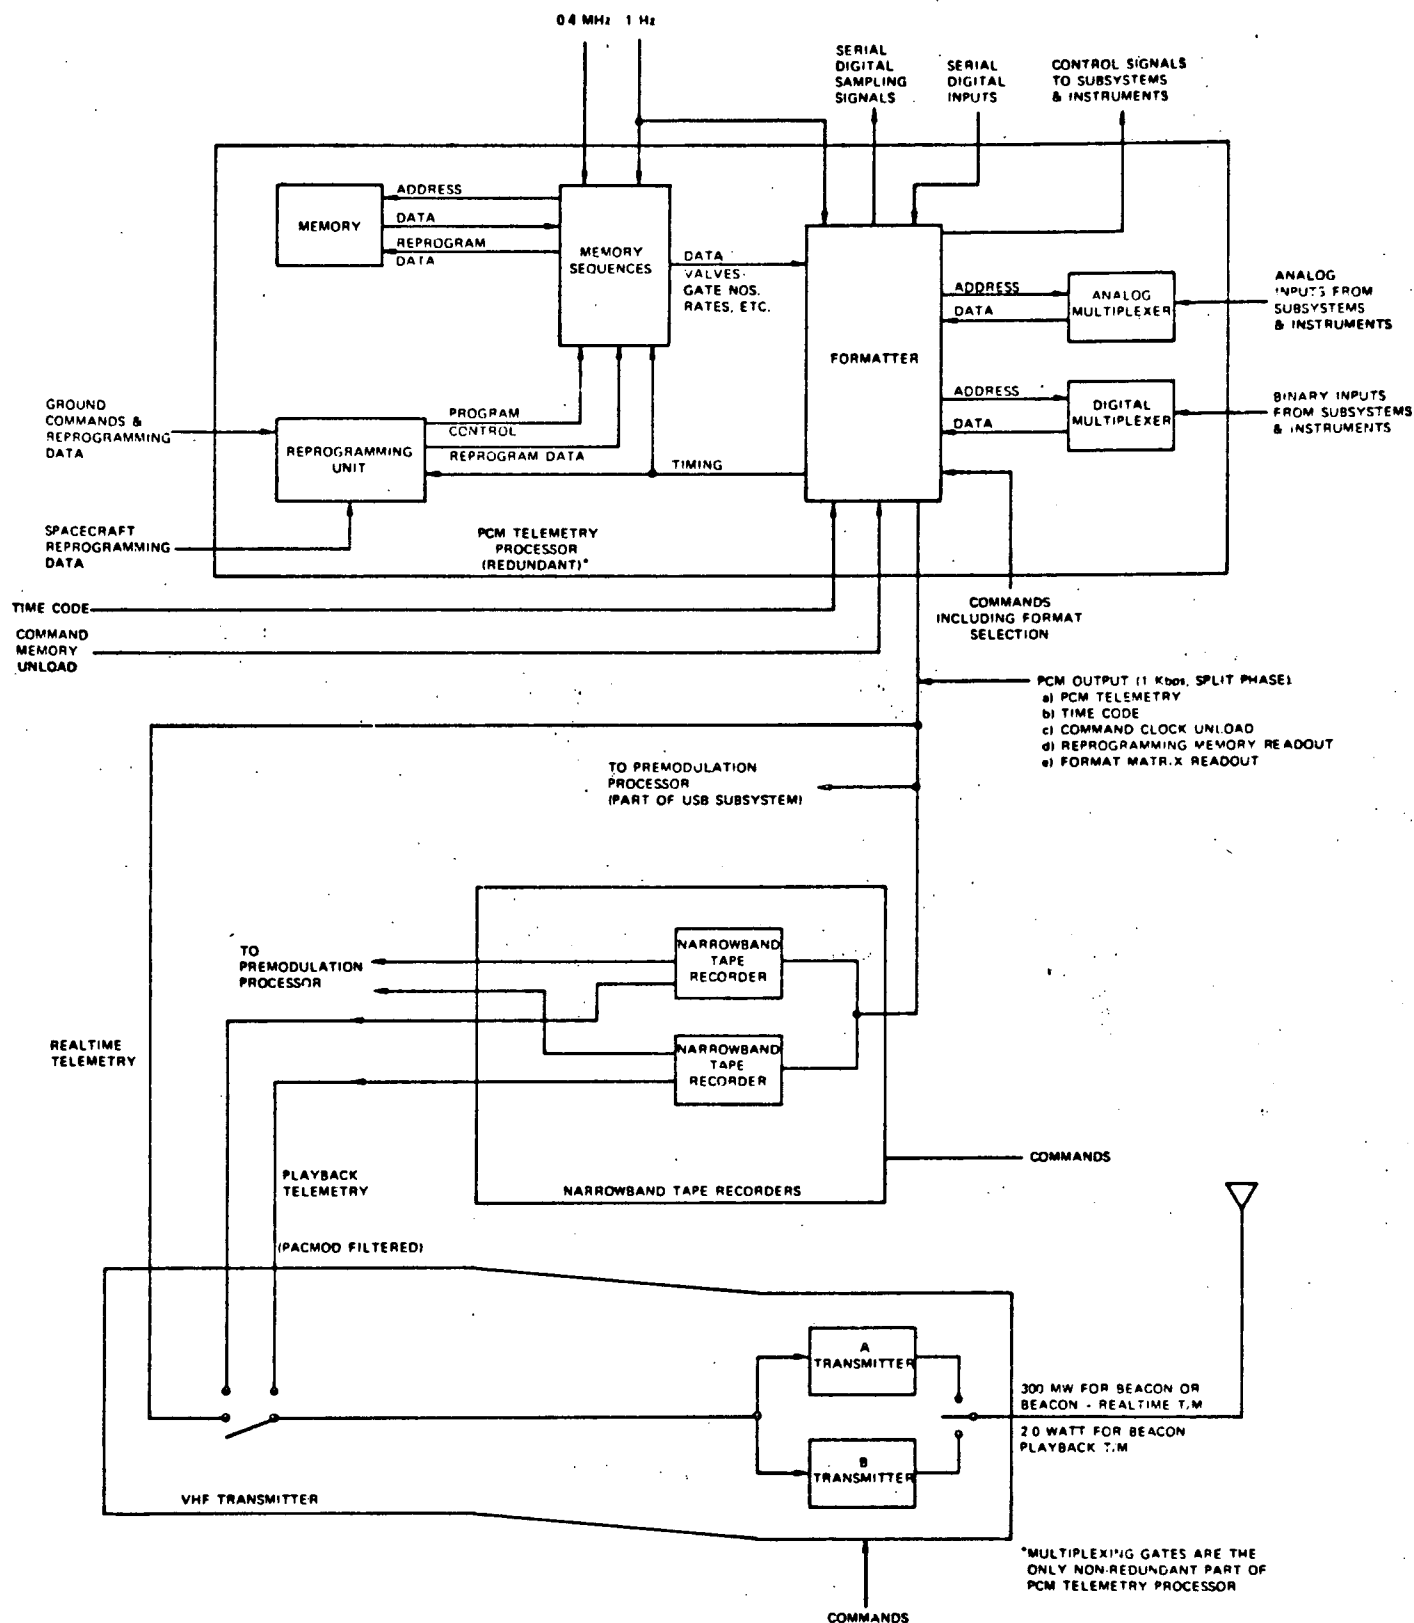 0.4 MHz 1 Hz
SERIAL
DIGITAL
SAMPLING
SIGNALS
SERIAL
DIGITAL
INPUTS
CONTROL SIGNALS
TO SUBSYSTEMS
& INSTRUMENTS
MEMORY
ADDRESS
DATA
REPROGRAM
DATA
MEMORY
SEQUENCES
DATA
VALVES-
GATE NOS.
RATES, ETC.
FORMATTER
ADDRESS
DATA
ANALOG
MULTIPLEXER
ANALOG
INPUTS FROM
SUBSYSTEMS
& INSTRUMENTS
ADDRESS
DATA
DIGITAL
MULTIPLEXER
BINARY INPUTS
FROM SUBSYSTEMS
& INSTRUMENTS
GROUND
COMMANDS &
REPROGRAMMING
DATA
REPROGRAMMING
UNIT
PROGRAM
CONTROL
REPROGRAM DATA
TIMING
SPACECRAFT
REPROGRAMMING
DATA
PCM TELEMETRY
PROCESSOR
(REDUNDANT)*
TIME CODE
COMMAND
MEMORY
UNLOAD
COMMANDS
INCLUDING FORMAT
SELECTION
PCM OUTPUT (1 Kbps, SPLIT PHASE)
a) PCM TELEMETRY
b) TIME CODE
c) COMMAND CLOCK UNLOAD
d) REPROGRAMMING MEMORY READOUT
e) FORMAT MATRIX READOUT
TO PREMODULATION
PROCESSOR
(PART OF USB SUBSYSTEM)
TO
PREMODULATION
PROCESSOR
NARROWBAND
TAPE
RECORDER
NARROWBAND
TAPE
RECORDER
REALTIME
TELEMETRY
PLAYBACK
TELEMETRY
COMMANDS
NARROWBAND TAPE RECORDERS
(PACMOD FILTERED)
A
TRANSMITTER
B
TRANSMITTER
300 MW FOR BEACON OR
BEACON - REALTIME T/M
2.0 WATT FOR BEACON
PLAYBACK T/M
VHF TRANSMITTER
*MULTIPLEXING GATES ARE THE
ONLY NON-REDUNDANT PART OF
PCM TELEMETRY PROCESSOR
COMMANDS